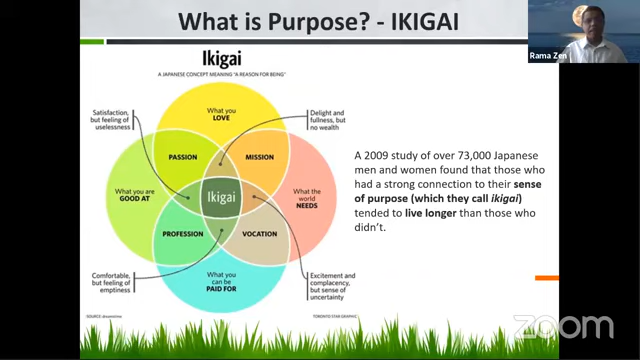 What is Purpose? - IKIGAI
Rama Zen
Ikigai
A JAPANESE CONCEPT MEANING "A REASON FOR BEING"
Satisfaction,
but feeling of
uselessness
What you
LOVE
Delight and
fullness, but
no wealth
PASSION
MISSION
What you are
GOOD AT
Ikigai
What the
world
NEEDS
PROFESSION
VOCATION
Comfortable,
but feeling of
emptiness
What you
can be
PAID FOR
Excitement and
complacency,
but sense of
uncertainty
TORONTO STAR GRAPHIC
A 2009 study of over 73,000 Japanese
men and women found that those who
had a strong connection to their sense
of purpose (which they call ikigai)
tended to live longer than those who
didn't.
zoom